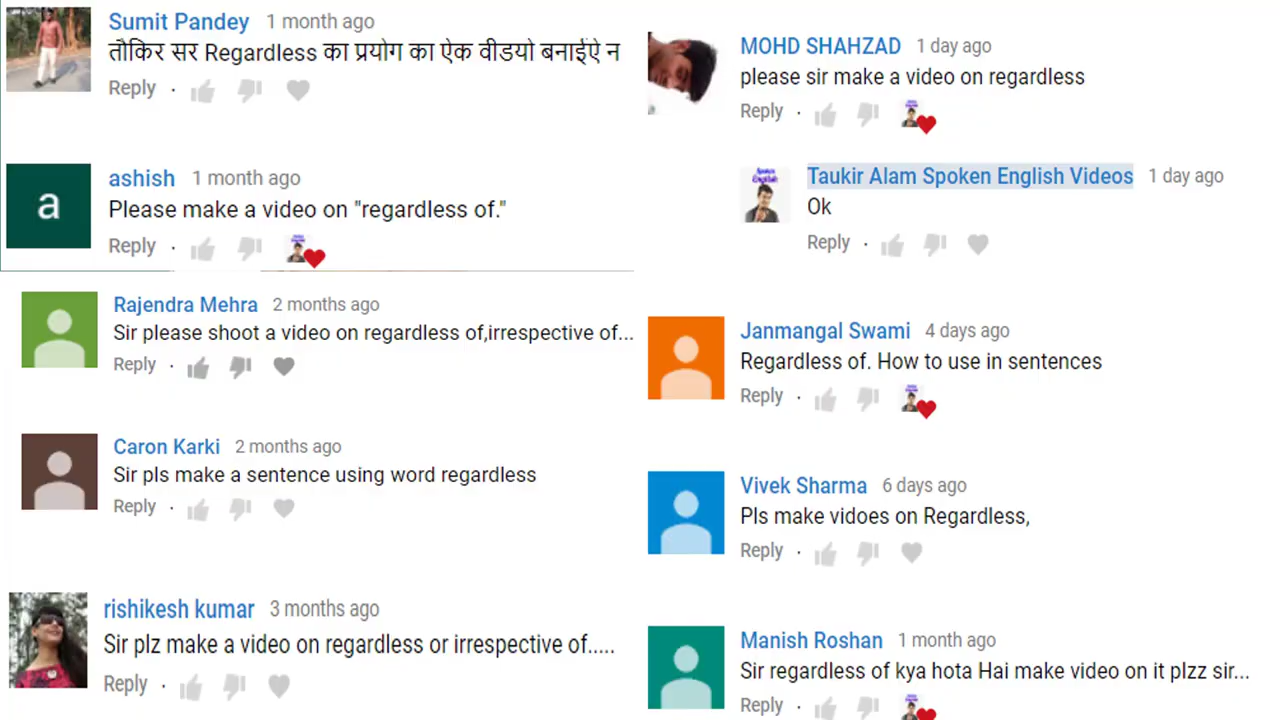 Sumit Pandey 1 month ago
तौकिर सर Regardless का प्रयोग का ऐक वीडयो बनाईऐ न
Reply
ashish 1 month ago
Please make a video on "regardless of."
Reply
Rajendra Mehra 2 months ago
Sir please shoot a video on regardless of,irrespective of...
Reply
Caron Karki 2 months ago
Sir pls make a sentence using word regardless
Reply
rishikesh kumar 3 months ago
Sir plz make a video on regardless or irrespective of.....
Reply
MOHD SHAHZAD 1 day ago
please sir make a video on regardless
Reply
Taukir Alam Spoken English Videos 1 day ago
Ok
Reply
Janmangal Swami 4 days ago
Regardless of. How to use in sentences
Reply
Vivek Sharma 6 days ago
Pls make vidoes on Regardless,
Reply
Manish Roshan 1 month ago
Sir regardless of kya hota Hai make video on it plzz sir...
Reply